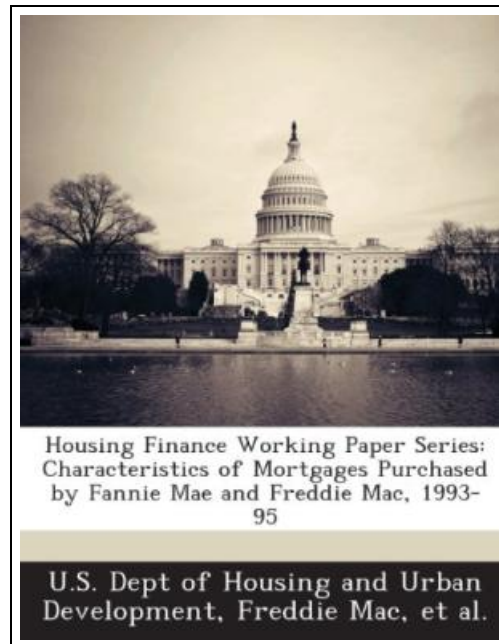 Housing Finance Working Paper Series:
Characteristics of Mortgages Purchased
by Fannie Mae and Freddie Mac, 1993-
95
U.S. Dept of Housing and Urban
Development, Freddie Mac, et al.